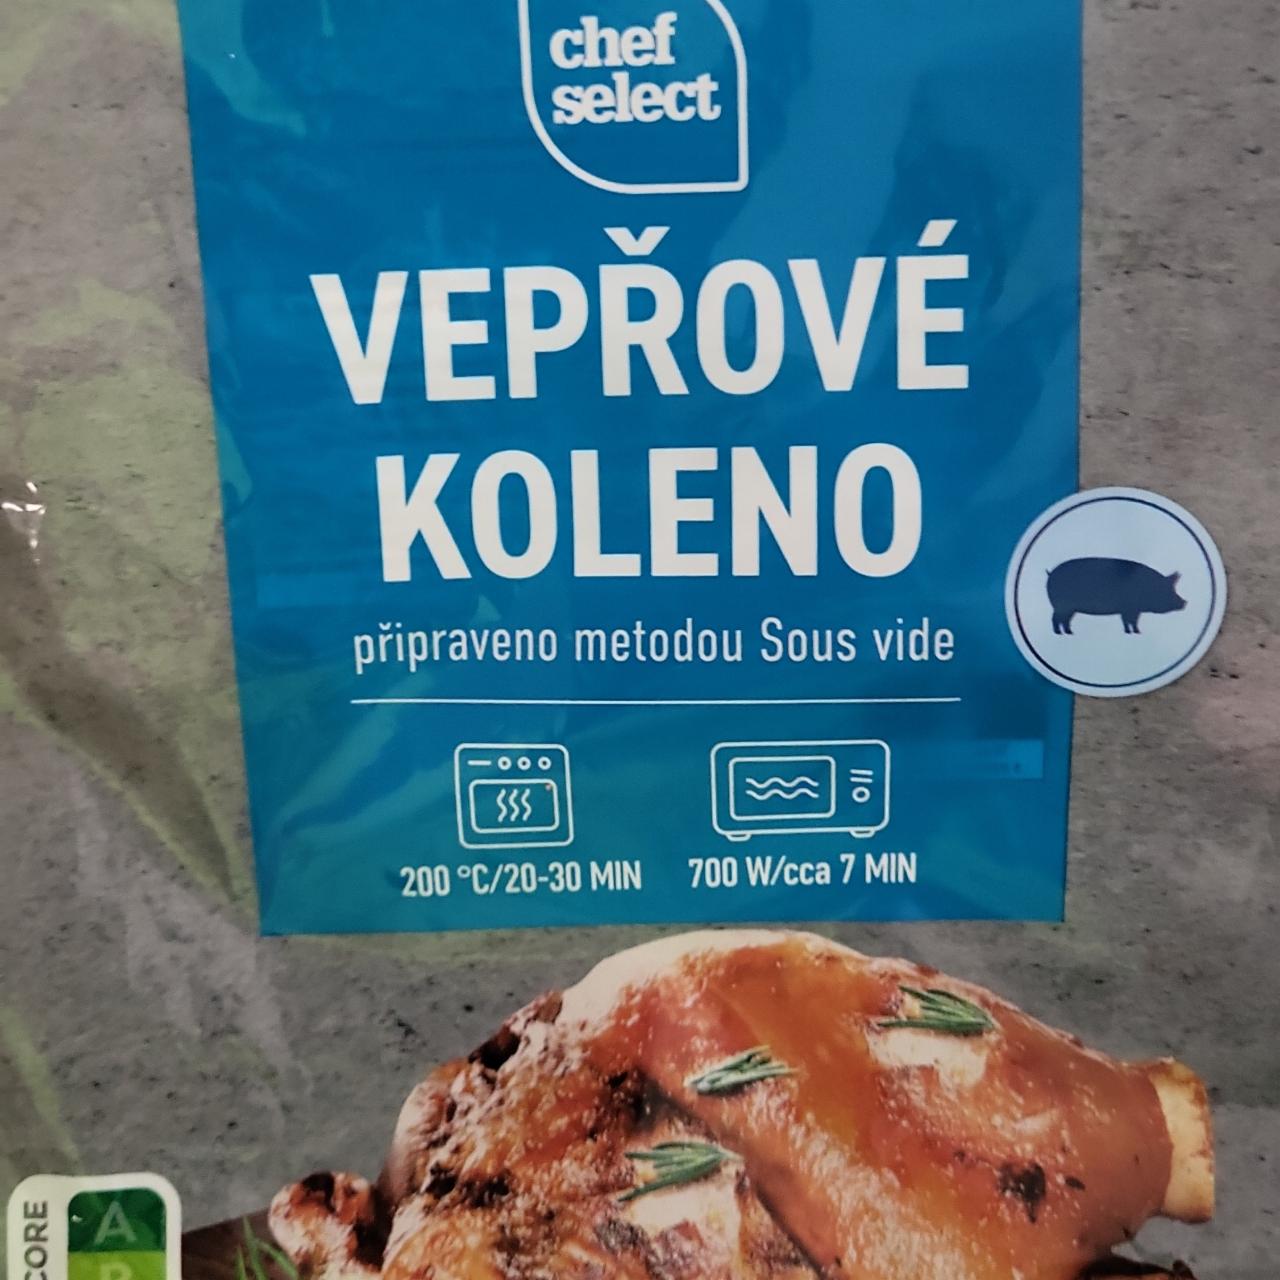 chef
select
VEPŘOVÉ
KOLENO
připraveno metodou Sous vide
200 °C/20-30 MIN
700 W/cca 7 MIN
A